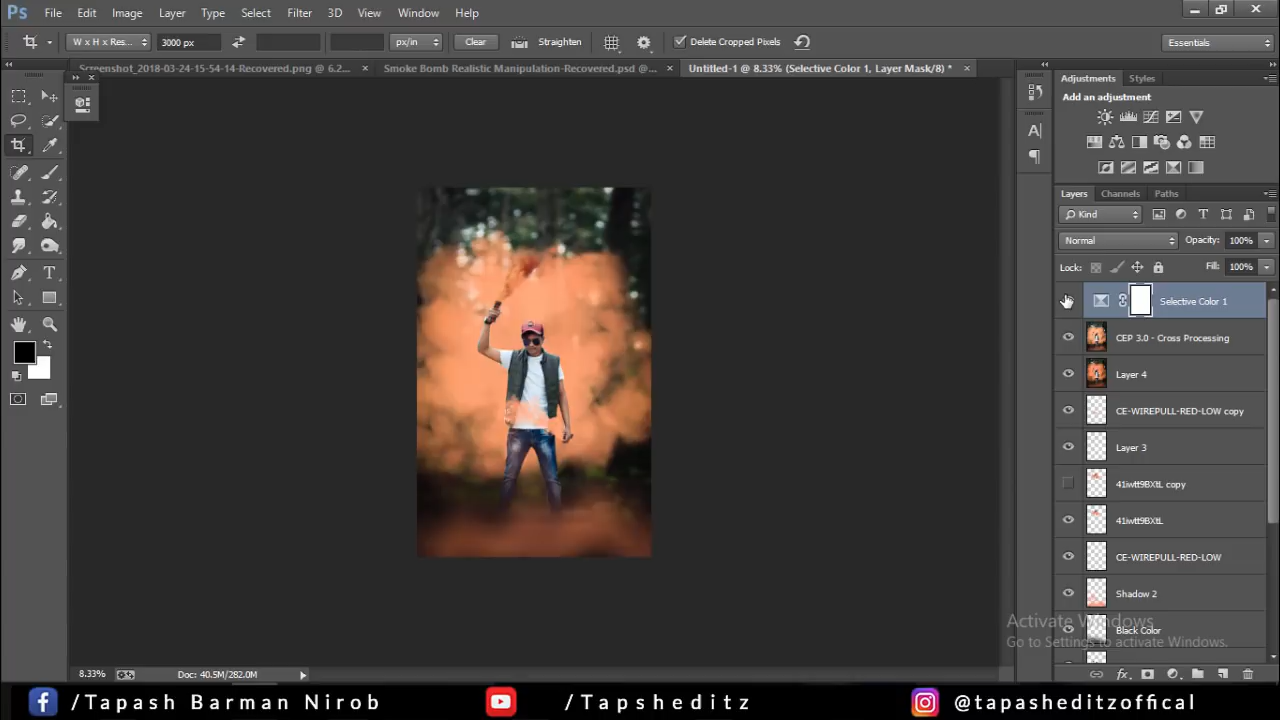 Ps File Edit Image Layer Type Select Filter 3D View Window Help
W x H x Res... 3000 px px/in Clear Straighten Delete Cropped Pixels Essentials
Screenshot_2018-03-24-15-54-14-Recovered.png @ 6.2... × Smoke Bomb Realistic Manipulation-Recovered.psd @ ... × Untitled-1 @ 8.33% (Selective Color 1, Layer Mask/8) * ×
Adjustments Styles
Add an adjustment
Layers Channels Paths
Kind
Normal Opacity: 100%
Lock: Fill: 100%
Selective Color 1
CEP 3.0 - Cross Processing
Layer 4
CE-WIREPULL-RED-LOW copy
Layer 3
41iwtt9BXtL copy
41iwtt9BXtL
CE-WIREPULL-RED-LOW
Shadow 2
Activate Windows
Black Color
Go to Settings to activate Windows.
8.33% Doc: 40.5M/282.0M
/Tapash Barman Nirob /Tapsheditz @tapasheditzoffical